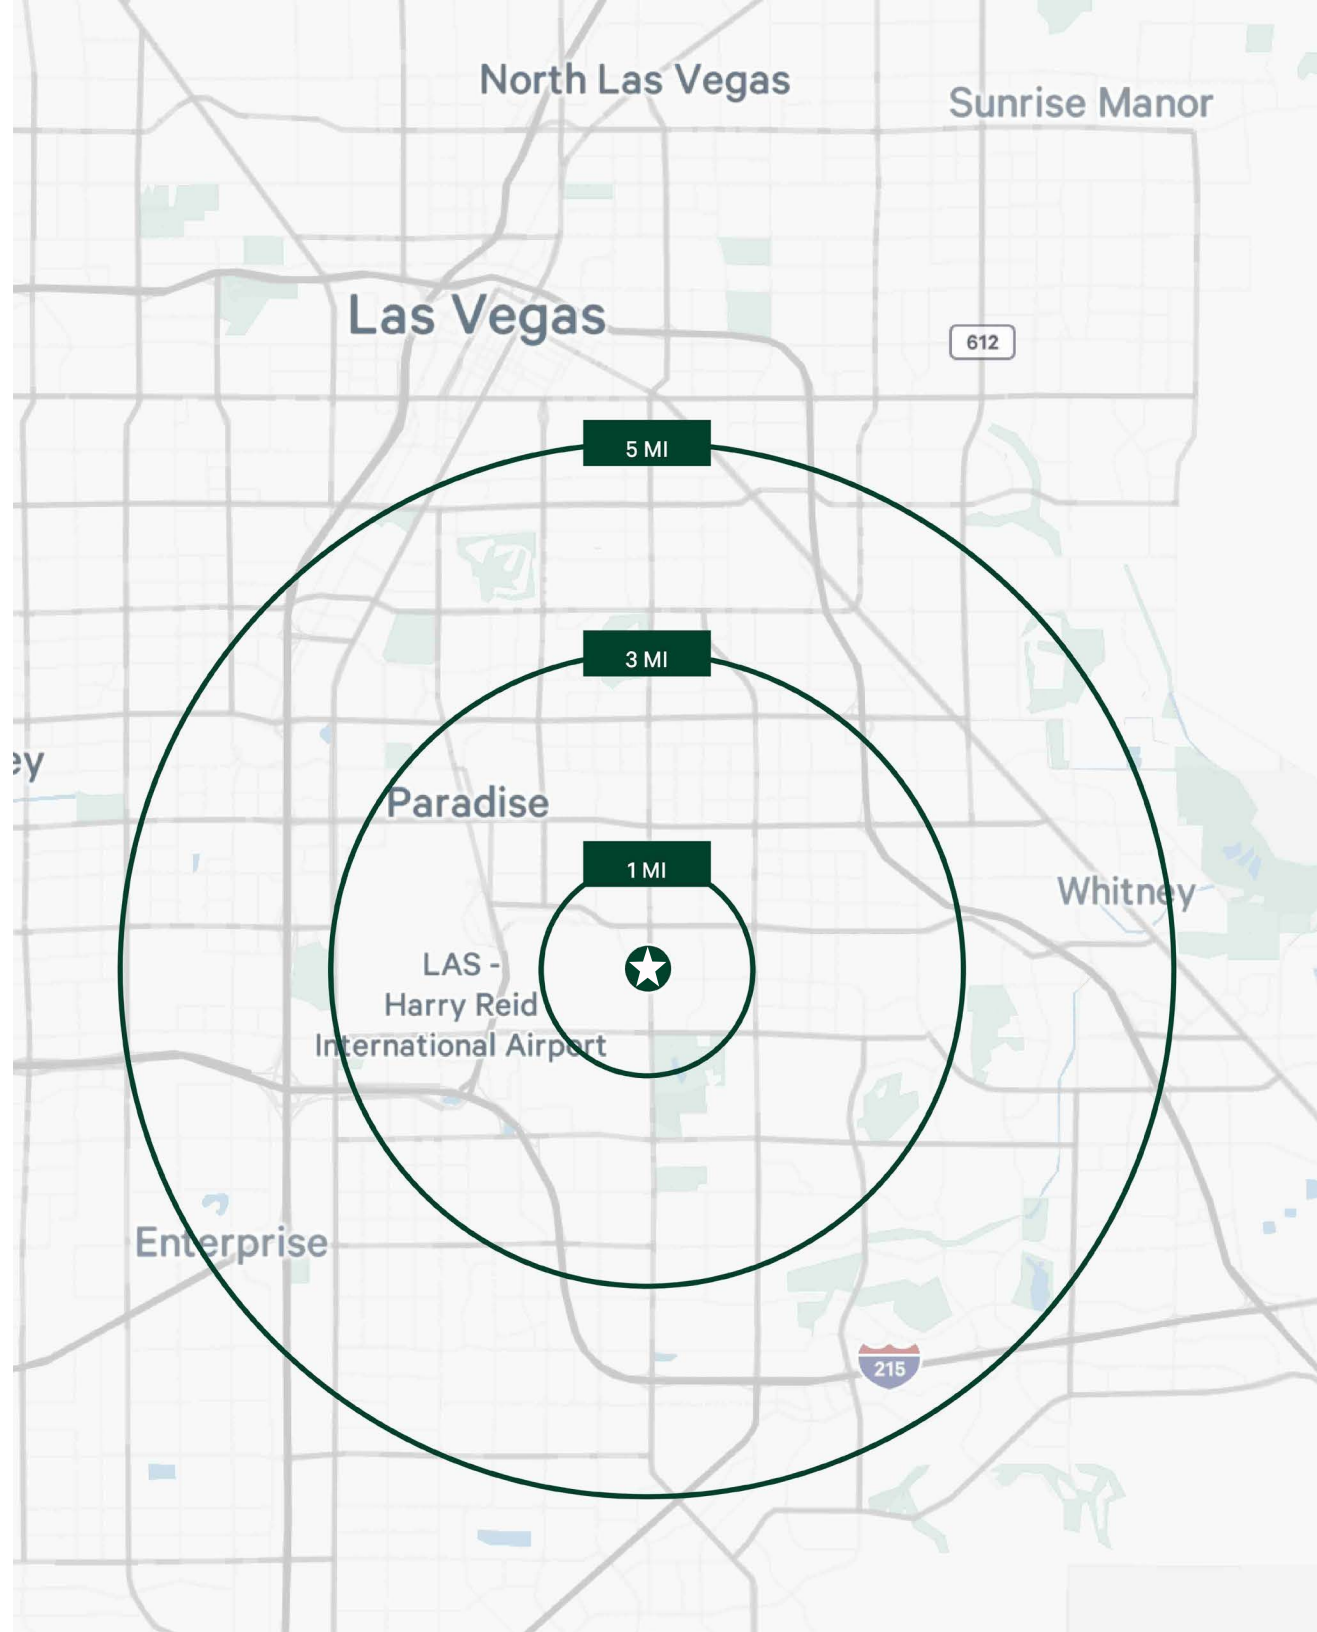 North Las Vegas
Sunrise Manor
Las Vegas
612
5 MI
3 MI
ey
Paradise
1 MI
Whitney
LAS -
Harry Reid
International Airport
Enterprise
215